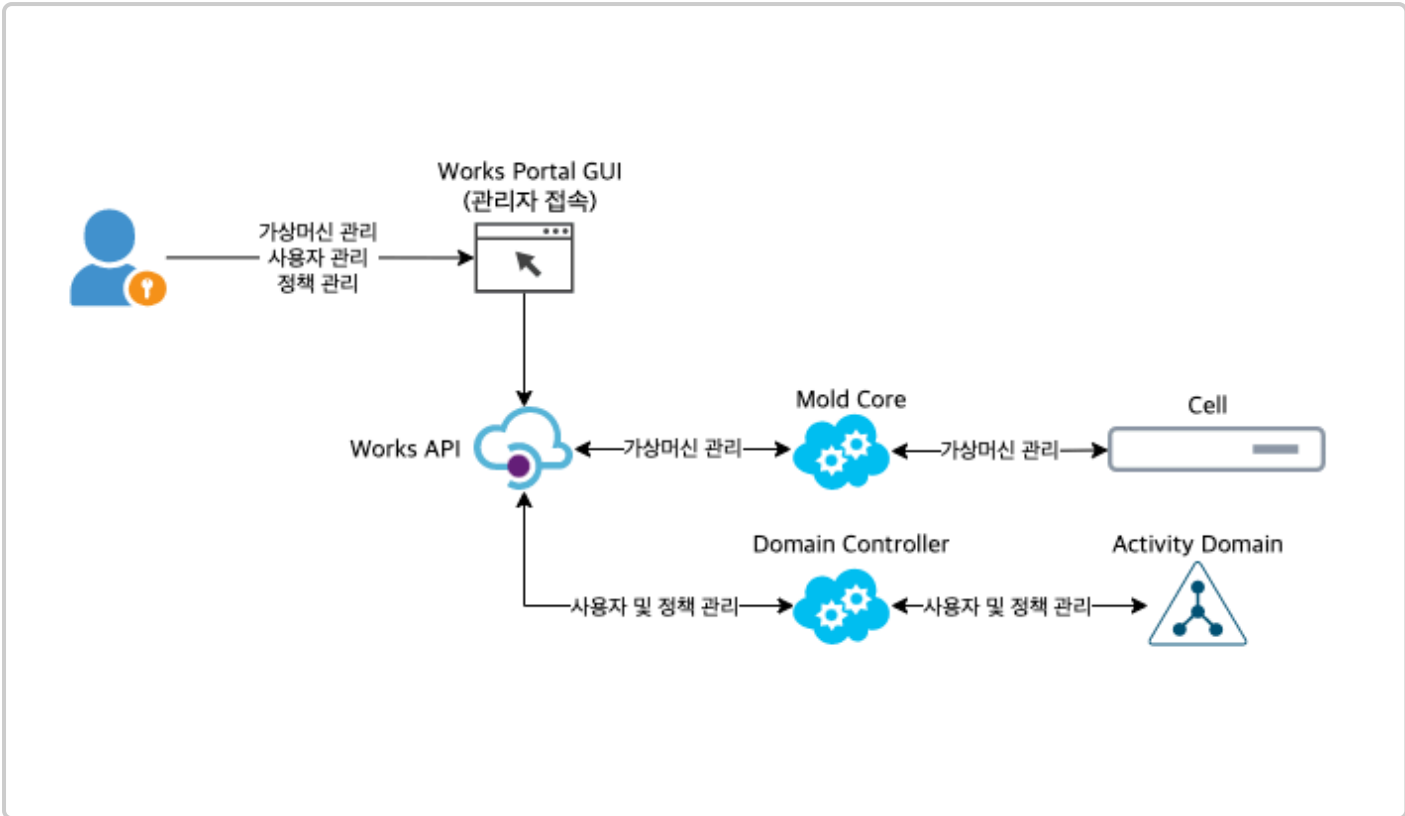 Works Portal GUI
(관리자 접속)
가상머신 관리
사용자 관리
정책 관리
Mold Core
Cell
Works API
가상머신 관리
가상머신 관리
Domain Controller
Activity Domain
사용자 및 정책 관리
사용자 및 정책 관리